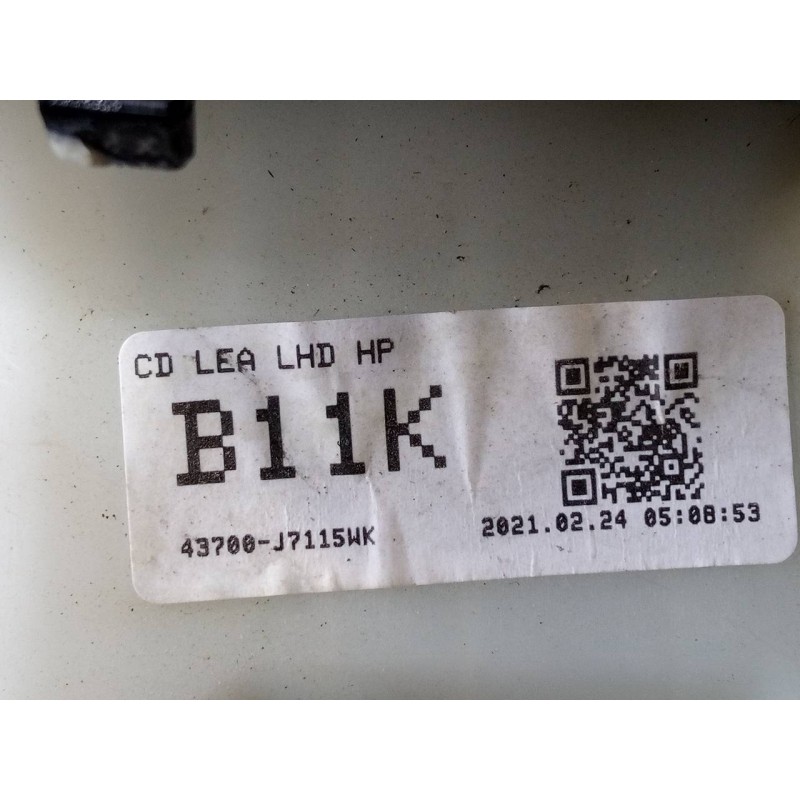 CD LEA LHD HP
B11K
43700-J7115WK
2021.02.24 05:08:53